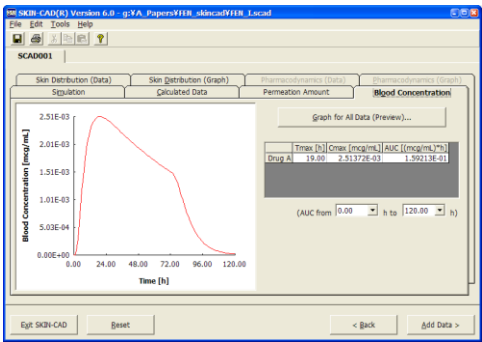 SKIN-CAD(R) Version 6.0 - g:¥A_Papers¥FEN_skincad¥FEN_I.scad
File Edit Tools Help
SCAD001
Skin Distribution (Data) Skin Distribution (Graph) Pharmacodynamics (Data) Pharmacodynamics (Graph)
Simulation Calculated Data Permeation Amount Blood Concentration
Graph for All Data (Preview)...
Tmax [h] Cmax [mcg/mL] AUC [(mcg/mL)*h]
Drug A 19.00 2.51372E-03 1.59213E-01
(AUC from 0.00 h to 120.00 h)
Blood Concentration [mcg/mL]
2.51E-03
2.01E-03
1.51E-03
1.01E-03
5.03E-04
0.00E+00
0.00 24.00 48.00 72.00 96.00 120.00
Time [h]
Exit SKIN-CAD Reset < Back Add Data >